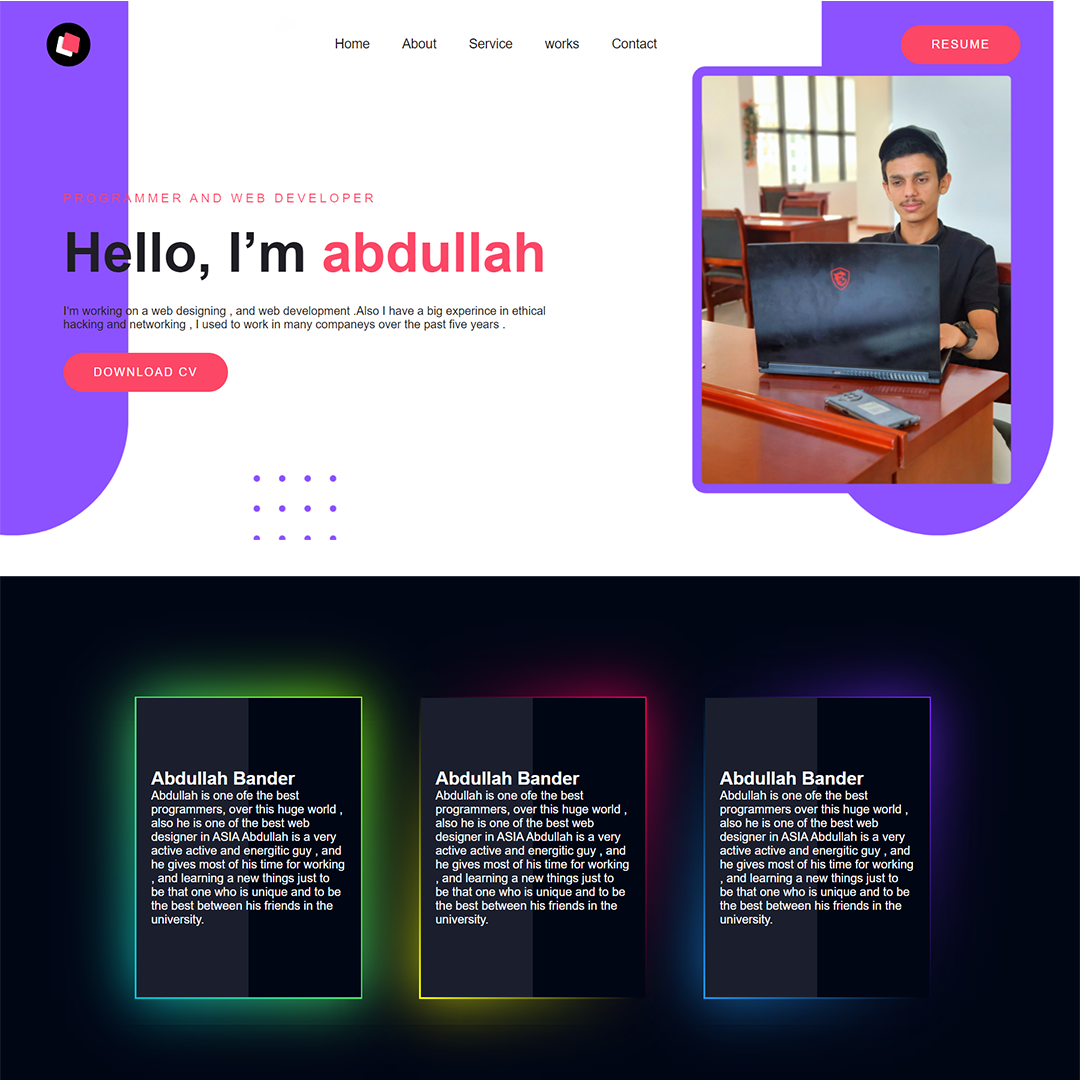 Home About Service works Contact RESUME
PROGRAMMER AND WEB DEVELOPER
Hello, I’m abdullah
I'm working on a web designing , and web development .Also I have a big experince in ethical
hacking and networking , I used to work in many companeys over the past five years .
DOWNLOAD CV
Abdullah Bander
Abdullah is one ofe the best
programmers, over this huge world ,
also he is one of the best web
designer in ASIA Abdullah is a very
active active and energitic guy , and
he gives most of his time for working
, and learning a new things just to
be that one who is unique and to be
the best between his friends in the
university.
Abdullah Bander
Abdullah is one ofe the best
programmers, over this huge world ,
also he is one of the best web
designer in ASIA Abdullah is a very
active active and energitic guy , and
he gives most of his time for working
, and learning a new things just to
be that one who is unique and to be
the best between his friends in the
university.
Abdullah Bander
Abdullah is one ofe the best
programmers over this huge world ,
also he is one of the best web
designer in ASIA Abdullah is a very
active active and energitic guy , and
he gives most of his time for working
, and learning a new things just to
be that one who is unique and to be
the best between his friends in the
university.